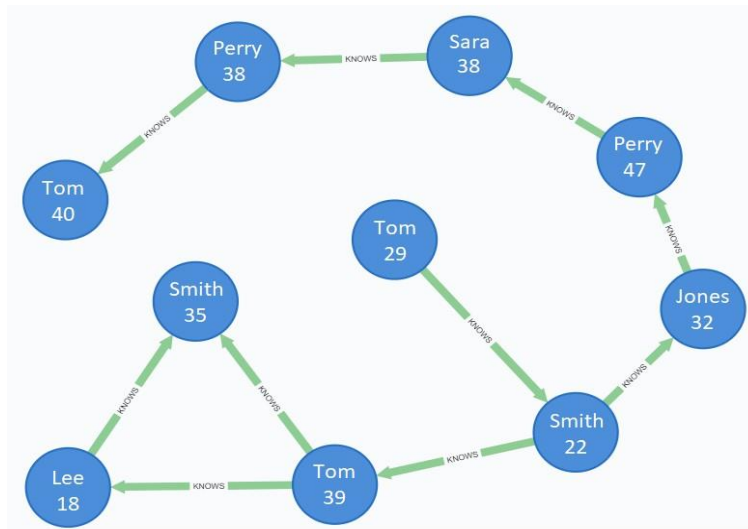 Perry
38
KNOWS
Sara
38
KNOWS
KNOWS
Perry
47
Tom
40
Tom
29
KNOWS
Smith
35
Jones
32
KNOWS
KNOWS
KNOWS
KNOWS
Smith
22
KNOWS
Lee
18
KNOWS
Tom
39